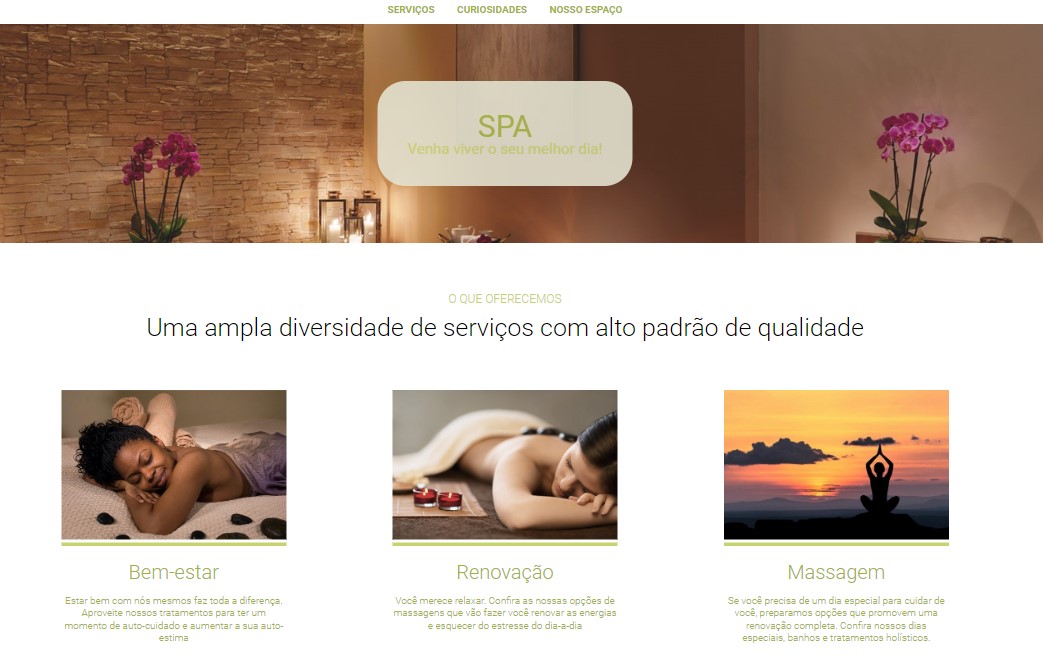 SERVIÇOS CURIOSIDADES NOSSO ESPAÇO
SPA
Venha viver o seu melhor dia!
O QUE OFERECEMOS
Uma ampla diversidade de serviços com alto padrão de qualidade
Bem-estar
Estar bem com nós mesmos faz toda a diferença.
Aproveite nossos tratamentos para ter um
momento de auto-cuidado e aumentar a sua auto-
estima
Renovação
Você merece relaxar. Confira as nossas opções de
massagens que vão fazer você renovar as energias
e esquecer do estresse do dia-a-dia
Massagem
Se você precisa de um dia especial para cuidar de
você, preparamos opções que promovem uma
renovação completa. Confira nossos dias
especiais, banhos e tratamentos holísticos.